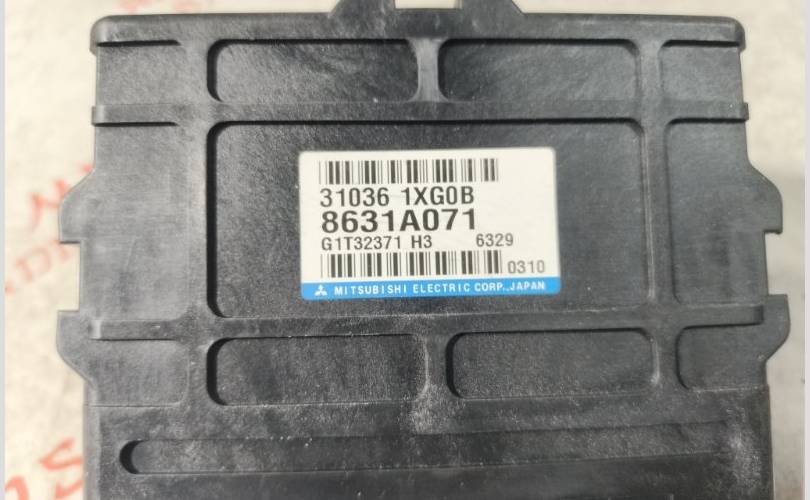 31036 1XG0B
8631A071
G1T32371 H3 6329
0310
MITSUBISHI ELECTRIC CORP.,JAPAN